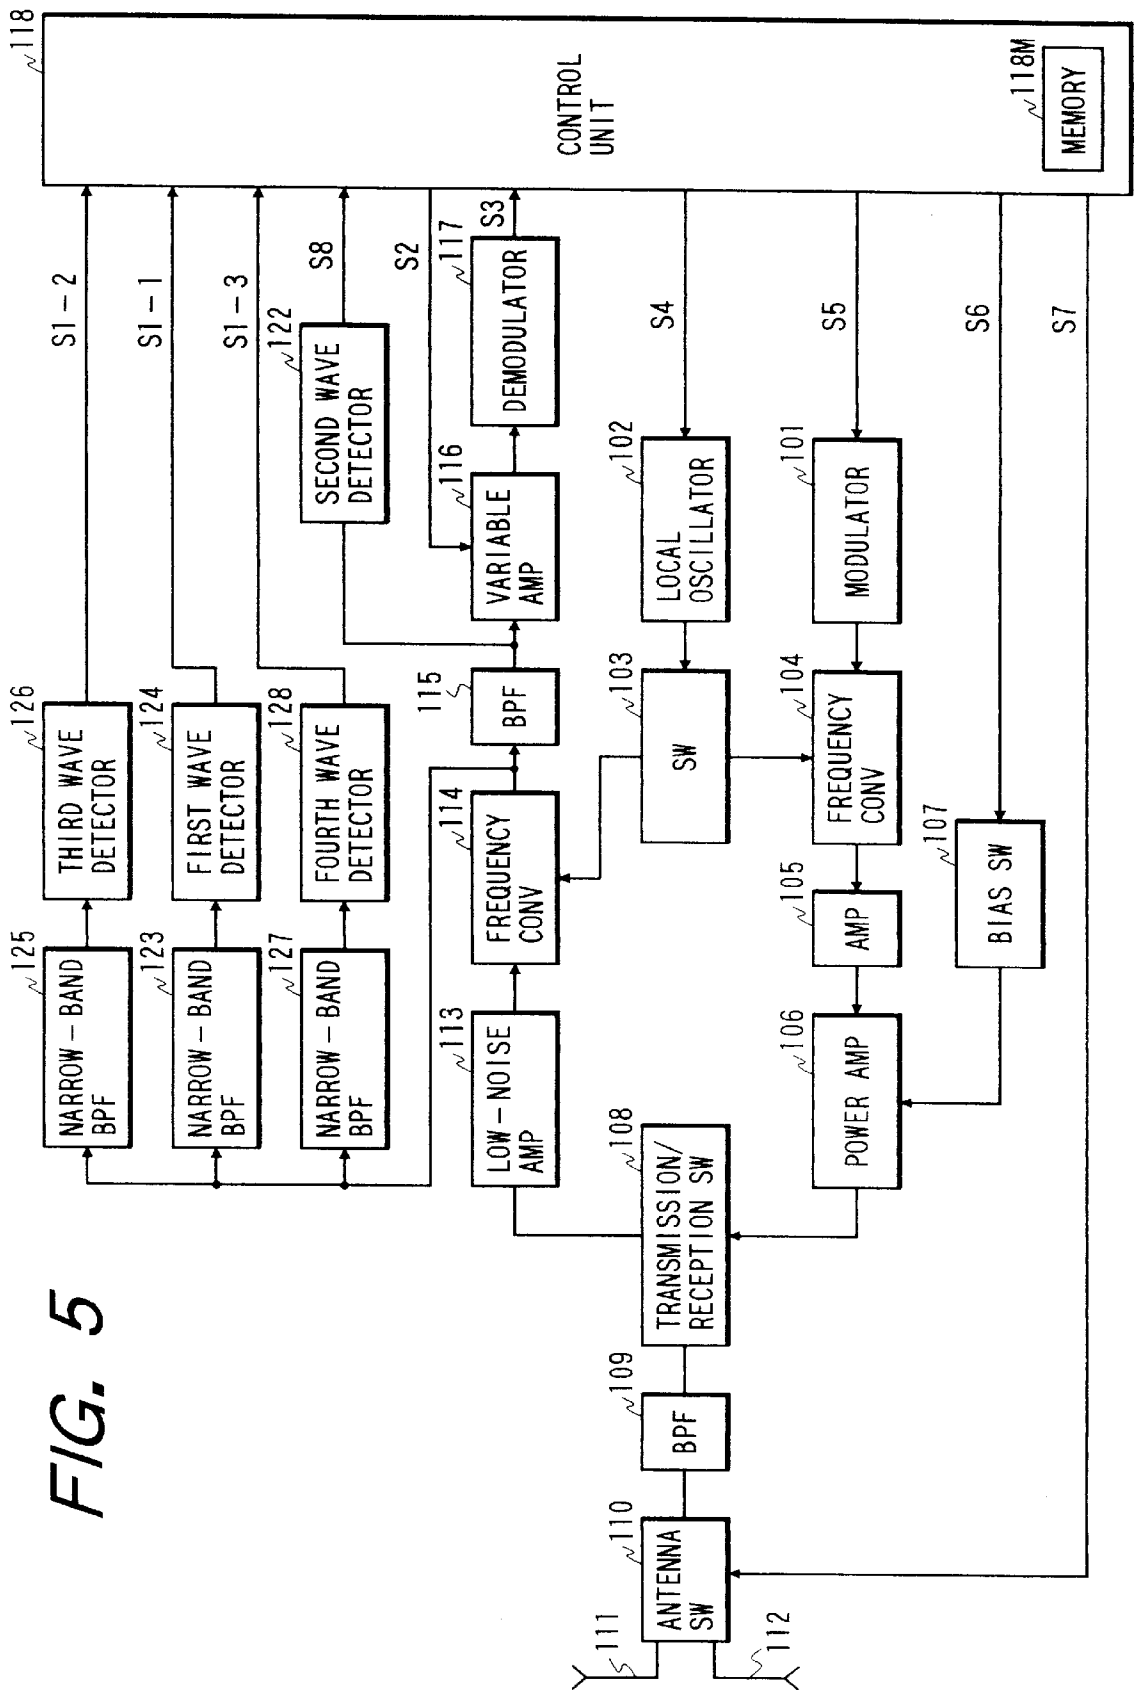 FIG. 5
125
NARROW-BAND
BPF
126
THIRD WAVE
DETECTOR
S1-2
118
CONTROL
UNIT
118M
MEMORY
123
NARROW-BAND
BPF
124
FIRST WAVE
DETECTOR
S1-1
127
NARROW-BAND
BPF
128
FOURTH WAVE
DETECTOR
S1-3
122
SECOND WAVE
DETECTOR
S8
S2
113
LOW-NOISE
AMP
114
FREQUENCY
CONV
115
BPF
116
VARIABLE
AMP
117
DEMODULATOR
S3
111
112
110
ANTENNA
SW
109
BPF
108
TRANSMISSION/
RECEPTION SW
103
SW
102
LOCAL
OSCILLATOR
S4
106
POWER AMP
105
AMP
104
FREQUENCY
CONV
101
MODULATOR
S5
107
BIAS SW
S6
S7